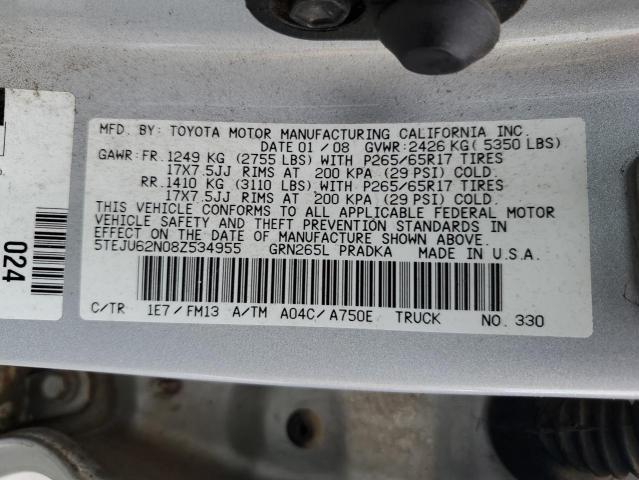 MFD. BY: TOYOTA MOTOR MANUFACTURING CALIFORNIA INC.
DATE 01 / 08 GVWR: 2426 KG( 5350 LBS)
GAWR: FR. 1249 KG (2755 LBS) WITH P265/65R17 TIRES
17X7.5JJ RIMS AT 200 KPA (29 PSI) COLD.
RR. 1410 KG (3110 LBS) WITH P265/65R17 TIRES
17X7.5JJ RIMS AT 200 KPA (29 PSI) COLD.
THIS VEHICLE CONFORMS TO ALL APPLICABLE FEDERAL MOTOR
VEHICLE SAFETY AND THEFT PREVENTION STANDARDS IN
EFFECT ON THE DATE OF MANUFACTURE SHOWN ABOVE.
5TEJU62N08Z534955 GRN265L PRADKA MADE IN U.S.A.
C/TR 1E7 / FM13 A/TM A04C / A750E TRUCK NO. 330
024